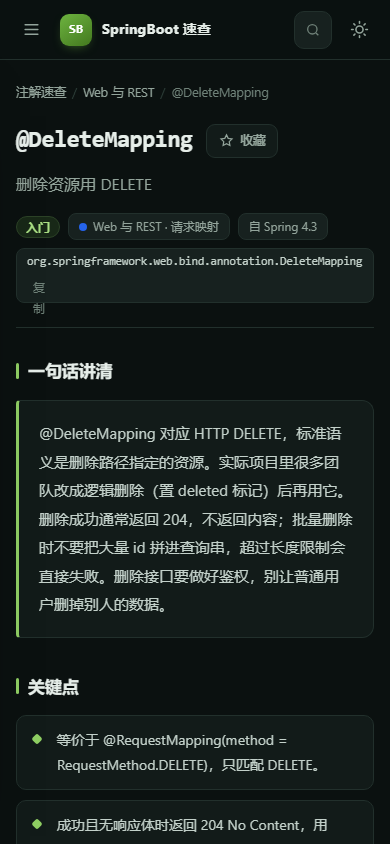 SB SpringBoot 速查
注解速查 / Web 与 REST / @DeleteMapping
@DeleteMapping 收藏
删除资源用 DELETE
入门 Web 与 REST · 请求映射 自 Spring 4.3
org.springframework.web.bind.annotation.DeleteMapping
复
制
一句话讲清
@DeleteMapping 对应 HTTP DELETE，标准语
义是删除路径指定的资源。实际项目里很多团
队改成逻辑删除（置 deleted 标记）后再用它。
删除成功通常返回 204，不返回内容；批量删除
时不要把大量 id 拼进查询串，超过长度限制会
直接失败。删除接口要做好鉴权，别让普通用
户删掉别人的数据。
关键点
等价于 @RequestMapping(method =
RequestMethod.DELETE)，只匹配 DELETE。
成功且无响应体时返回 204 No Content，用